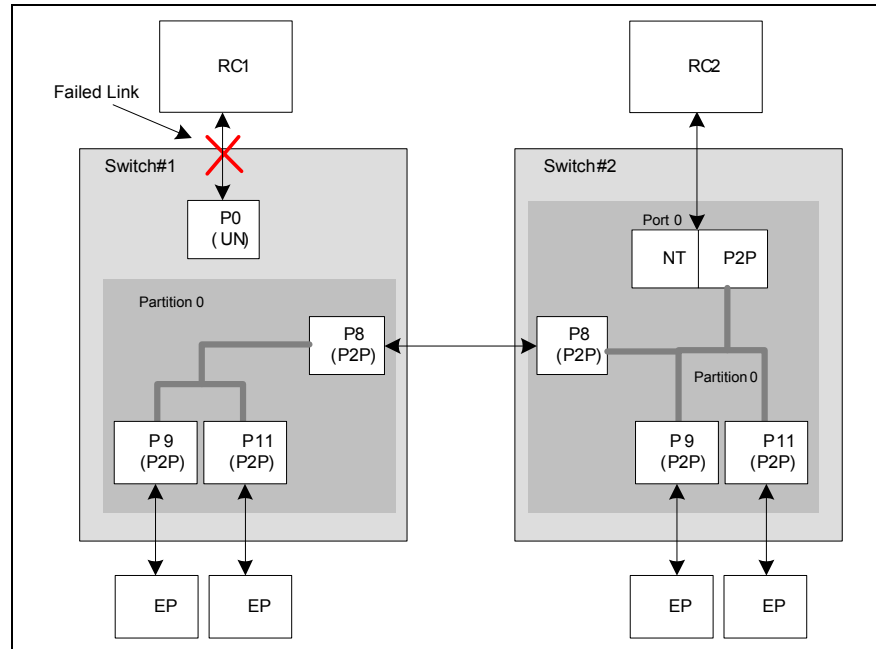 RC1
RC2
Failed Link
Switch#1
Switch#2
P0
( UN)
Port 0
NT
P2P
Partition 0
P8
(P2P)
P8
(P2P)
Partition 0
P 9
(P2P)
P11
(P2P)
P 9
(P2P)
P11
(P2P)
EP
EP
EP
EP